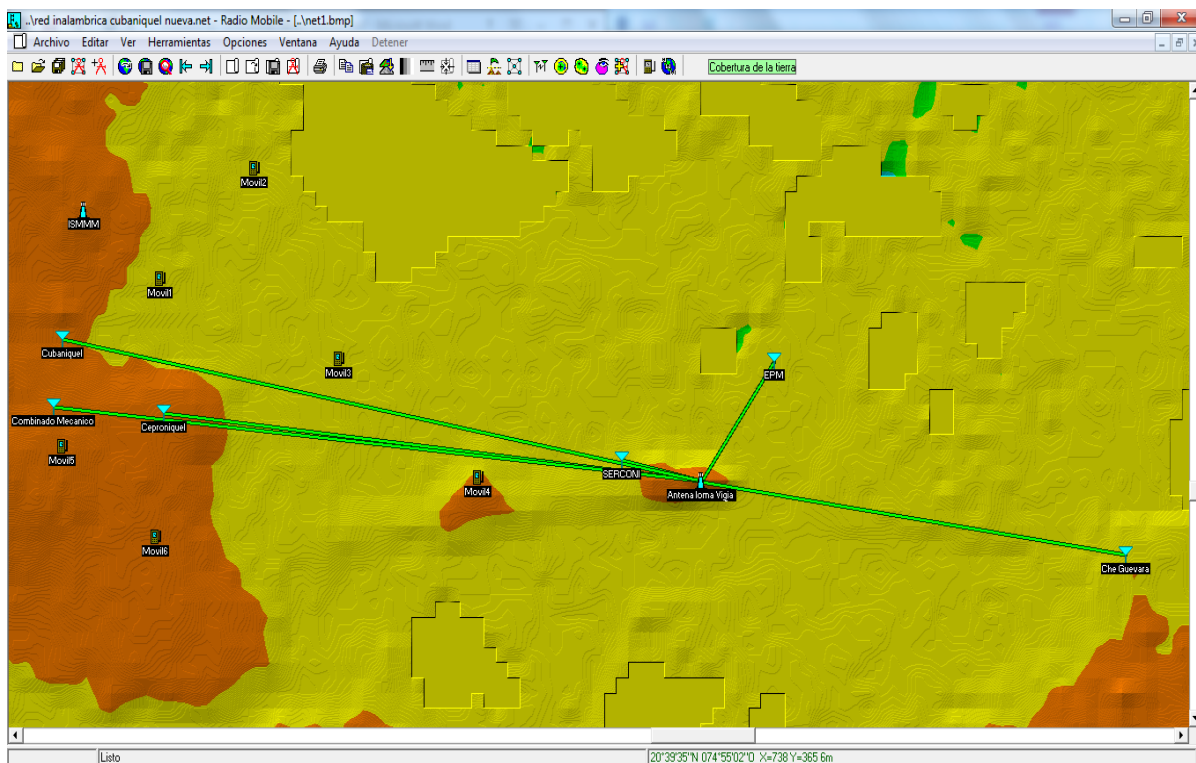 ..\red inalambrica cubaniquel nueva.net - Radio Mobile - [..\net1.bmp]
Archivo Editar Ver Herramientas Opciones Ventana Ayuda Detener
Cobertura de la tierra
Movil2
ISMMM
Movil1
Cubaniquel
Movil3
EPM
Combinado Mecanico
Ceproniquel
Movil5
SERCONI
Movil4
Antena loma Vigia
Movil6
Che Guevara
Listo
20°39'35"N 074°55'02"O X=738 Y=365 6m